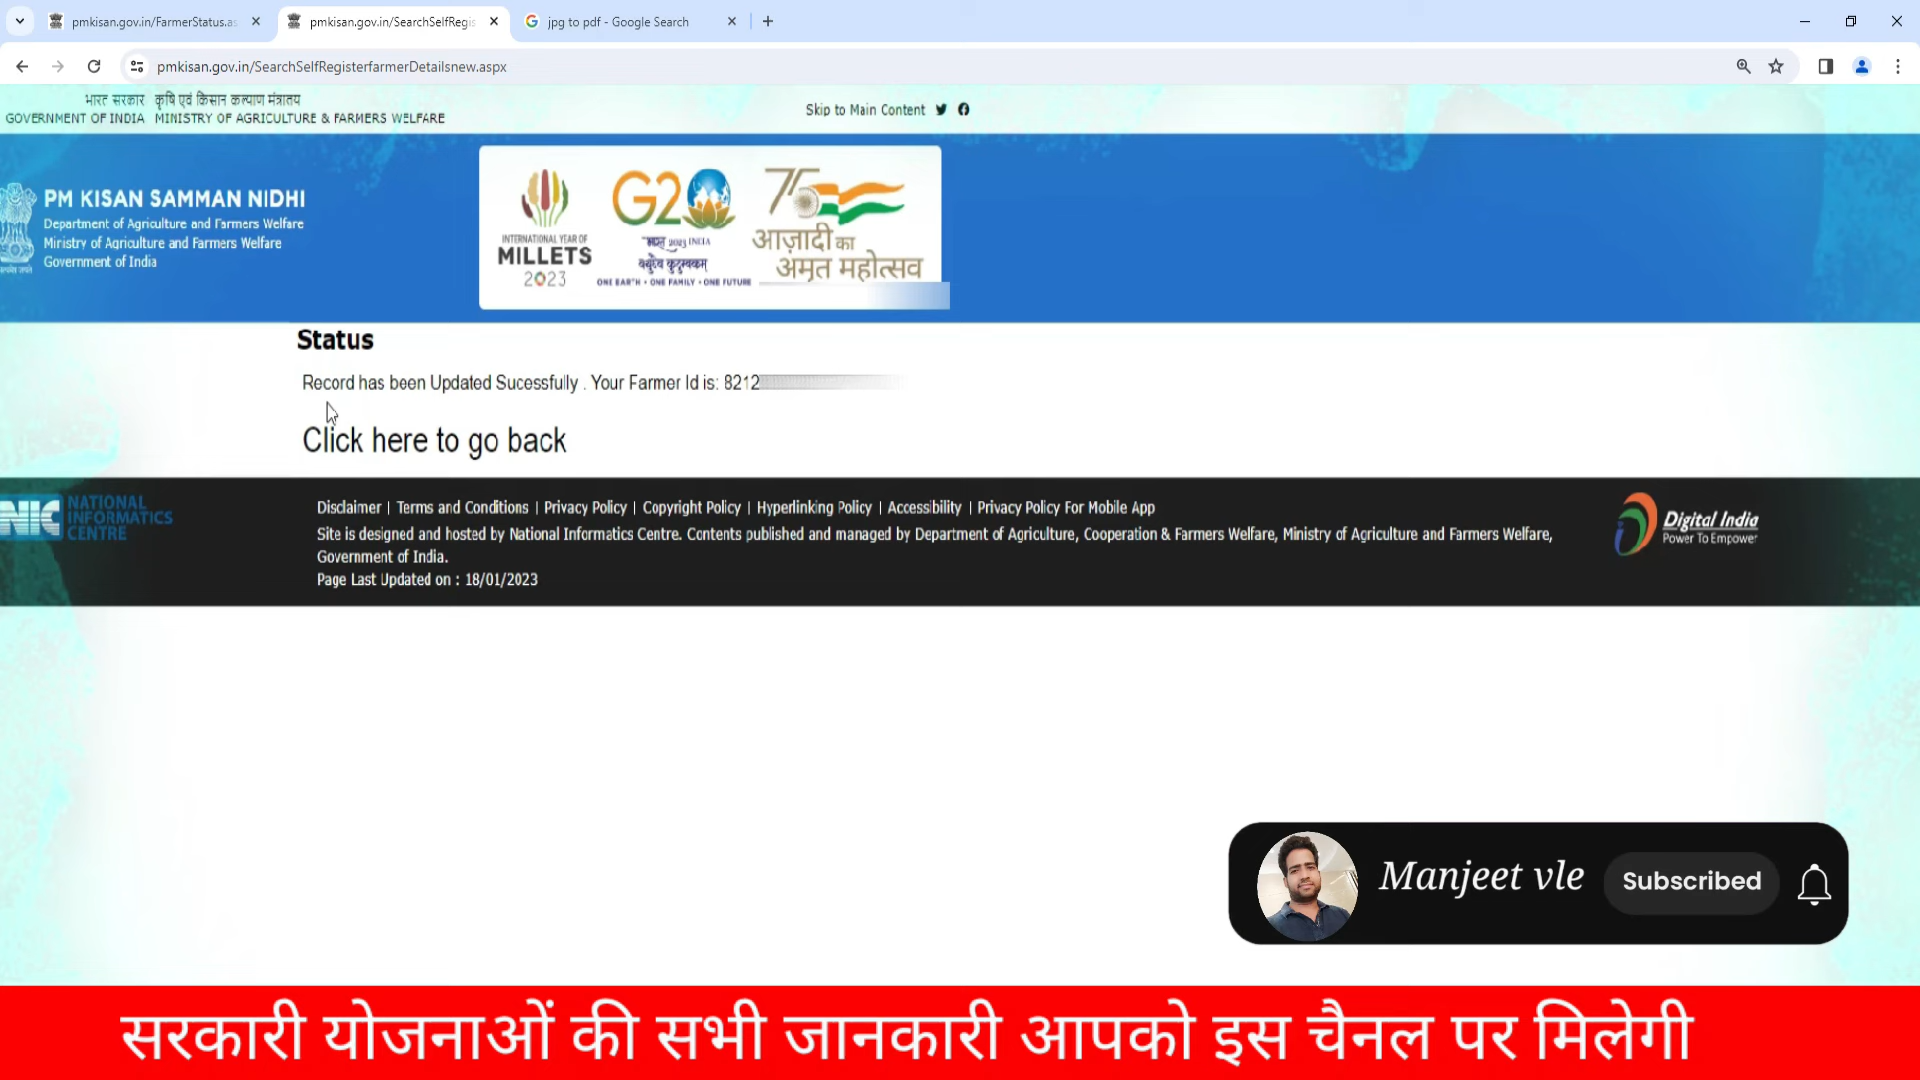 pmkisan.gov.in/FarmerStatus.as
pmkisan.gov.in/SearchSelfRegis
jpg to pdf - Google Search
pmkisan.gov.in/SearchSelfRegisterfarmerDetailsnew.aspx
भारत सरकार कृषि एवं किसान कल्याण मंत्रालय
GOVERNMENT OF INDIA MINISTRY OF AGRICULTURE & FARMERS WELFARE
Skip to Main Content
PM KISAN SAMMAN NIDHI
Department of Agriculture and Farmers Welfare
Ministry of Agriculture and Farmers Welfare
Government of India
INTERNATIONAL YEAR OF
MILLETS
2023
G20
भारत 2023 INDIA
वसुधैव कुटुम्बकम्
ONE EARTH • ONE FAMILY • ONE FUTURE
75
आज़ादी का
अमृत महोत्सव
Status
Record has been Updated Sucessfully . Your Farmer Id is: 8212
Click here to go back
NIC NATIONAL
INFORMATICS
CENTRE
Disclaimer | Terms and Conditions | Privacy Policy | Copyright Policy | Hyperlinking Policy | Accessibility | Privacy Policy For Mobile App
Site is designed and hosted by National Informatics Centre. Contents published and managed by Department of Agriculture, Cooperation & Farmers Welfare, Ministry of Agriculture and Farmers Welfare,
Government of India.
Page Last Updated on : 18/01/2023
Digital India
Power To Empower
Manjeet vle
Subscribed
सरकारी योजनाओं की सभी जानकारी आपको इस चैनल पर मिलेगी